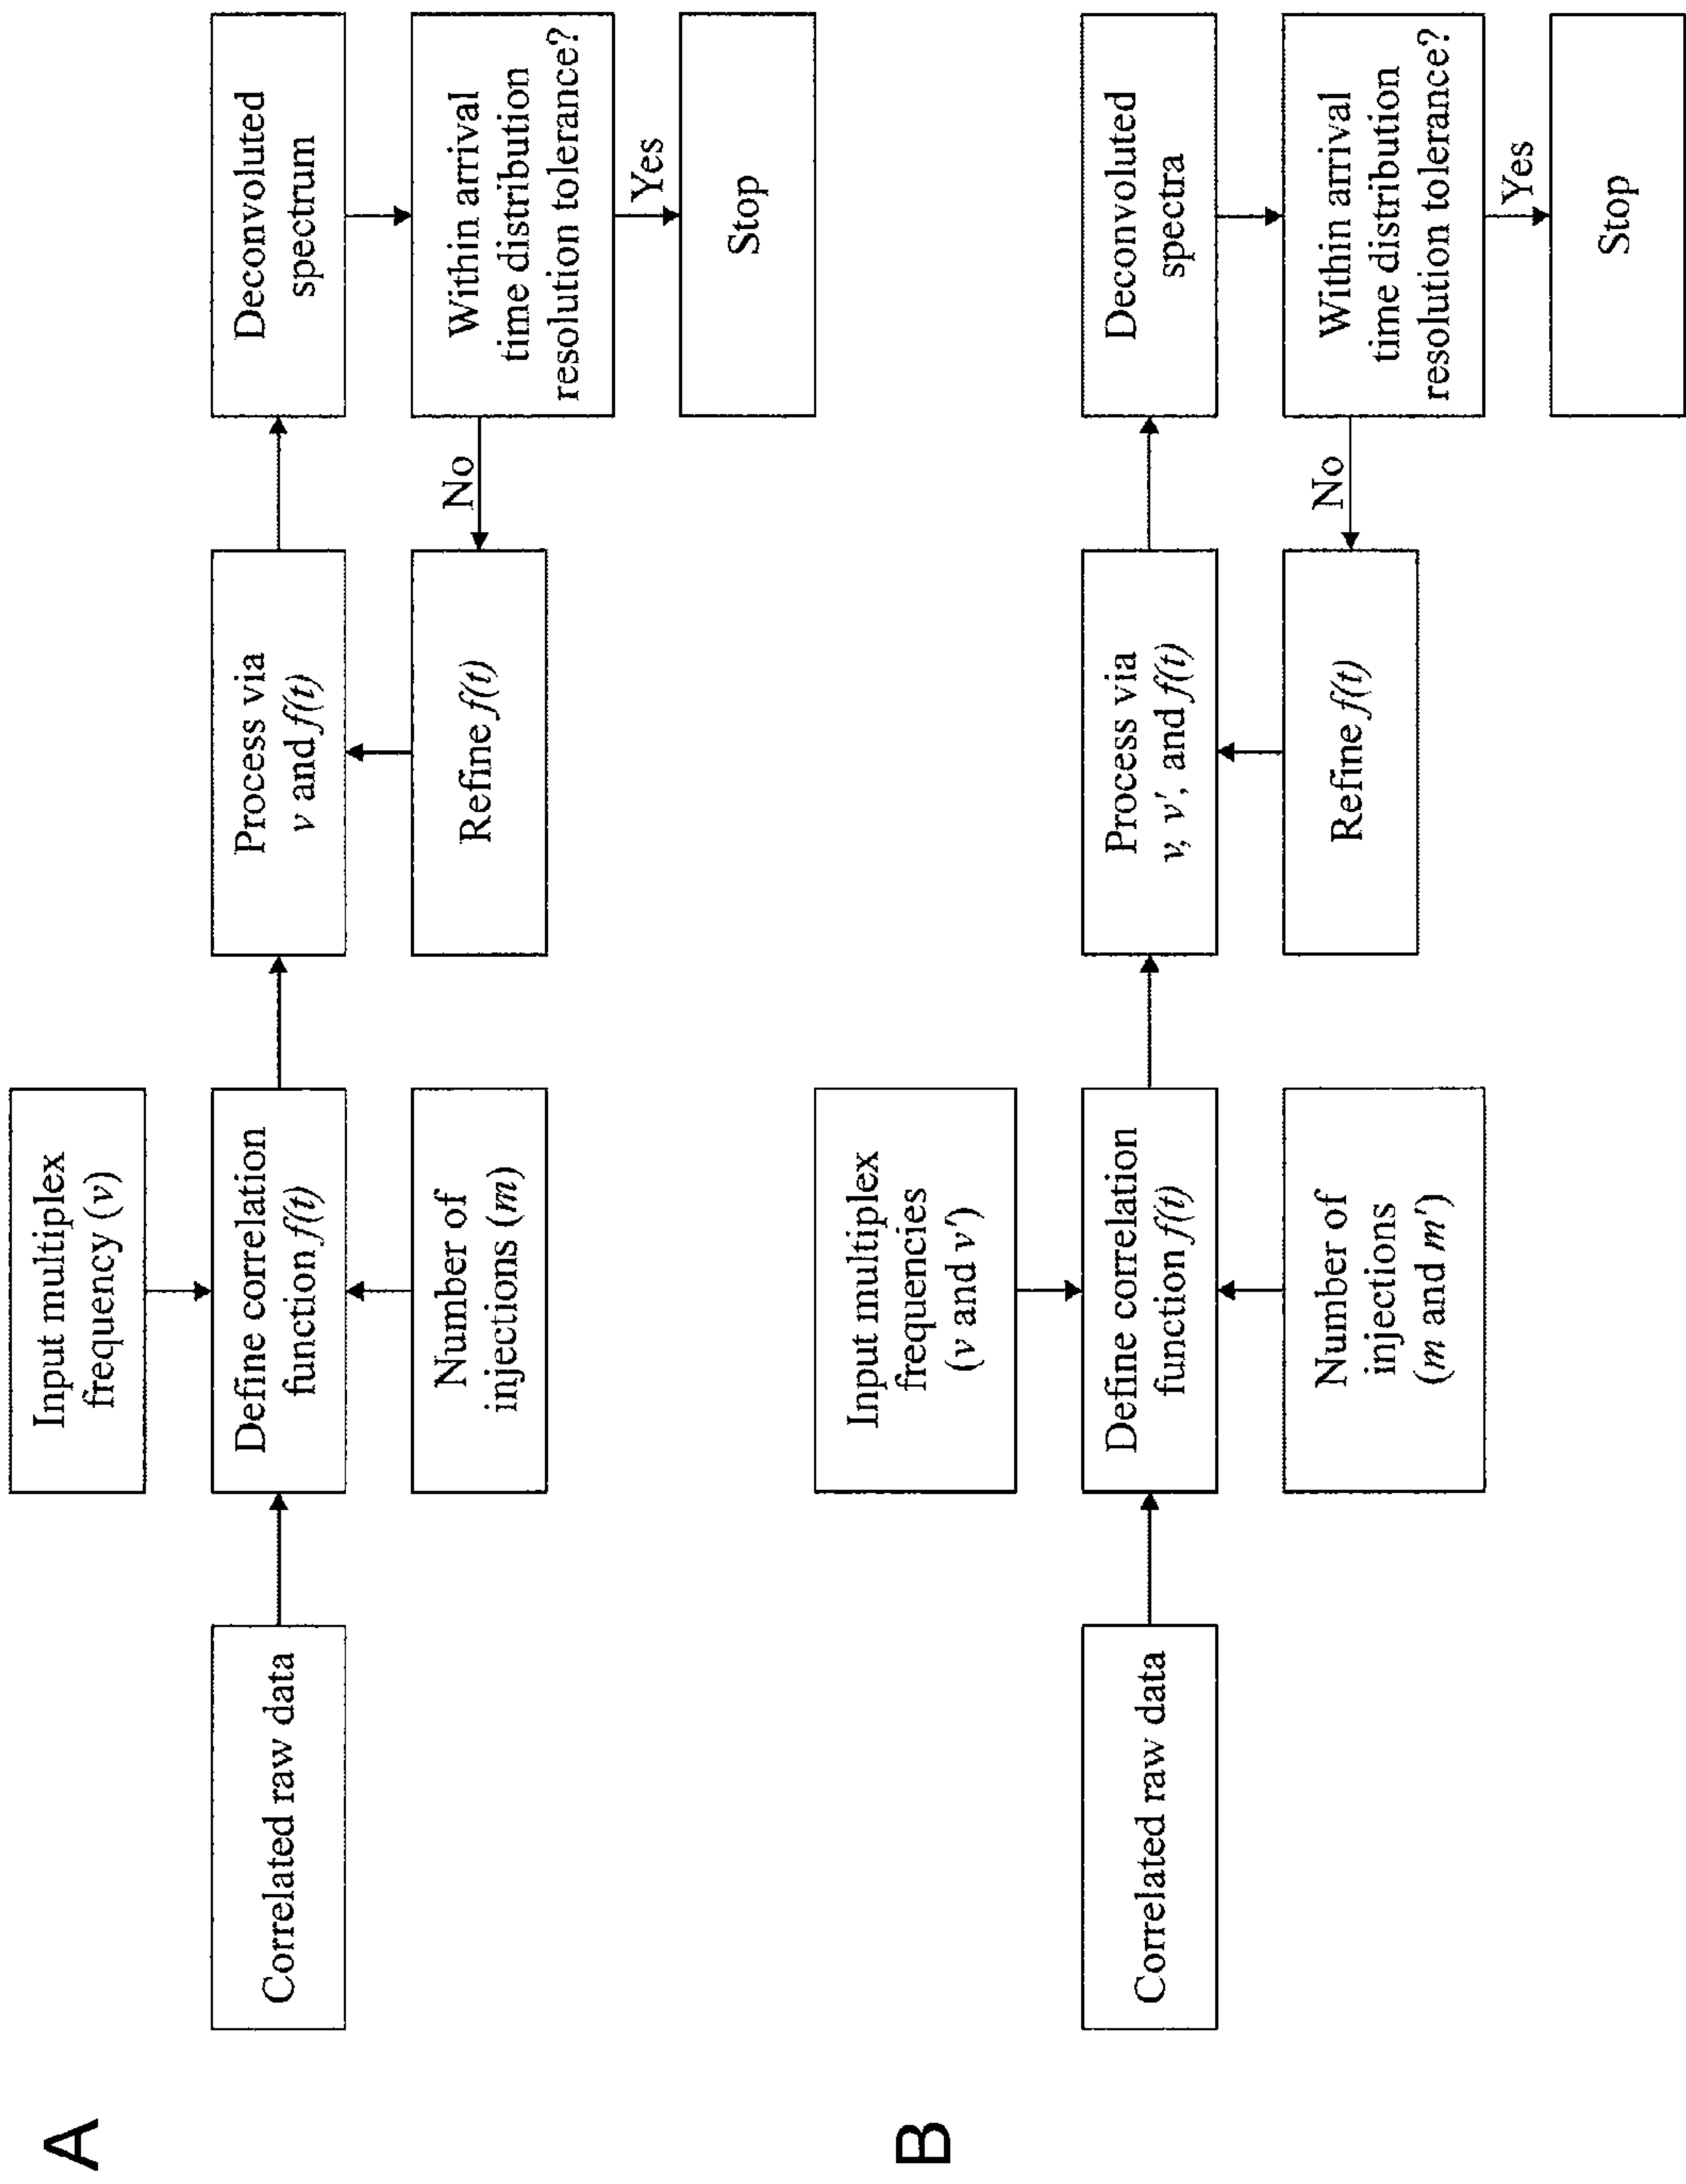 A
Input multiplex
frequency (v)
Correlated raw data
Define correlation
function f(t)
Number of
injections (m)
Process via
v and f(t)
Deconvoluted
spectrum
Refine f(t)
No
Within arrival
time distribution
resolution tolerance?
Yes
Stop
B
Input multiplex
frequencies
(v and v')
Correlated raw data
Define correlation
function f(t)
Number of
injections
(m and m')
Process via
v, v', and f(t)
Deconvoluted
spectra
Refine f(t)
No
Within arrival
time distribution
resolution tolerance?
Yes
Stop